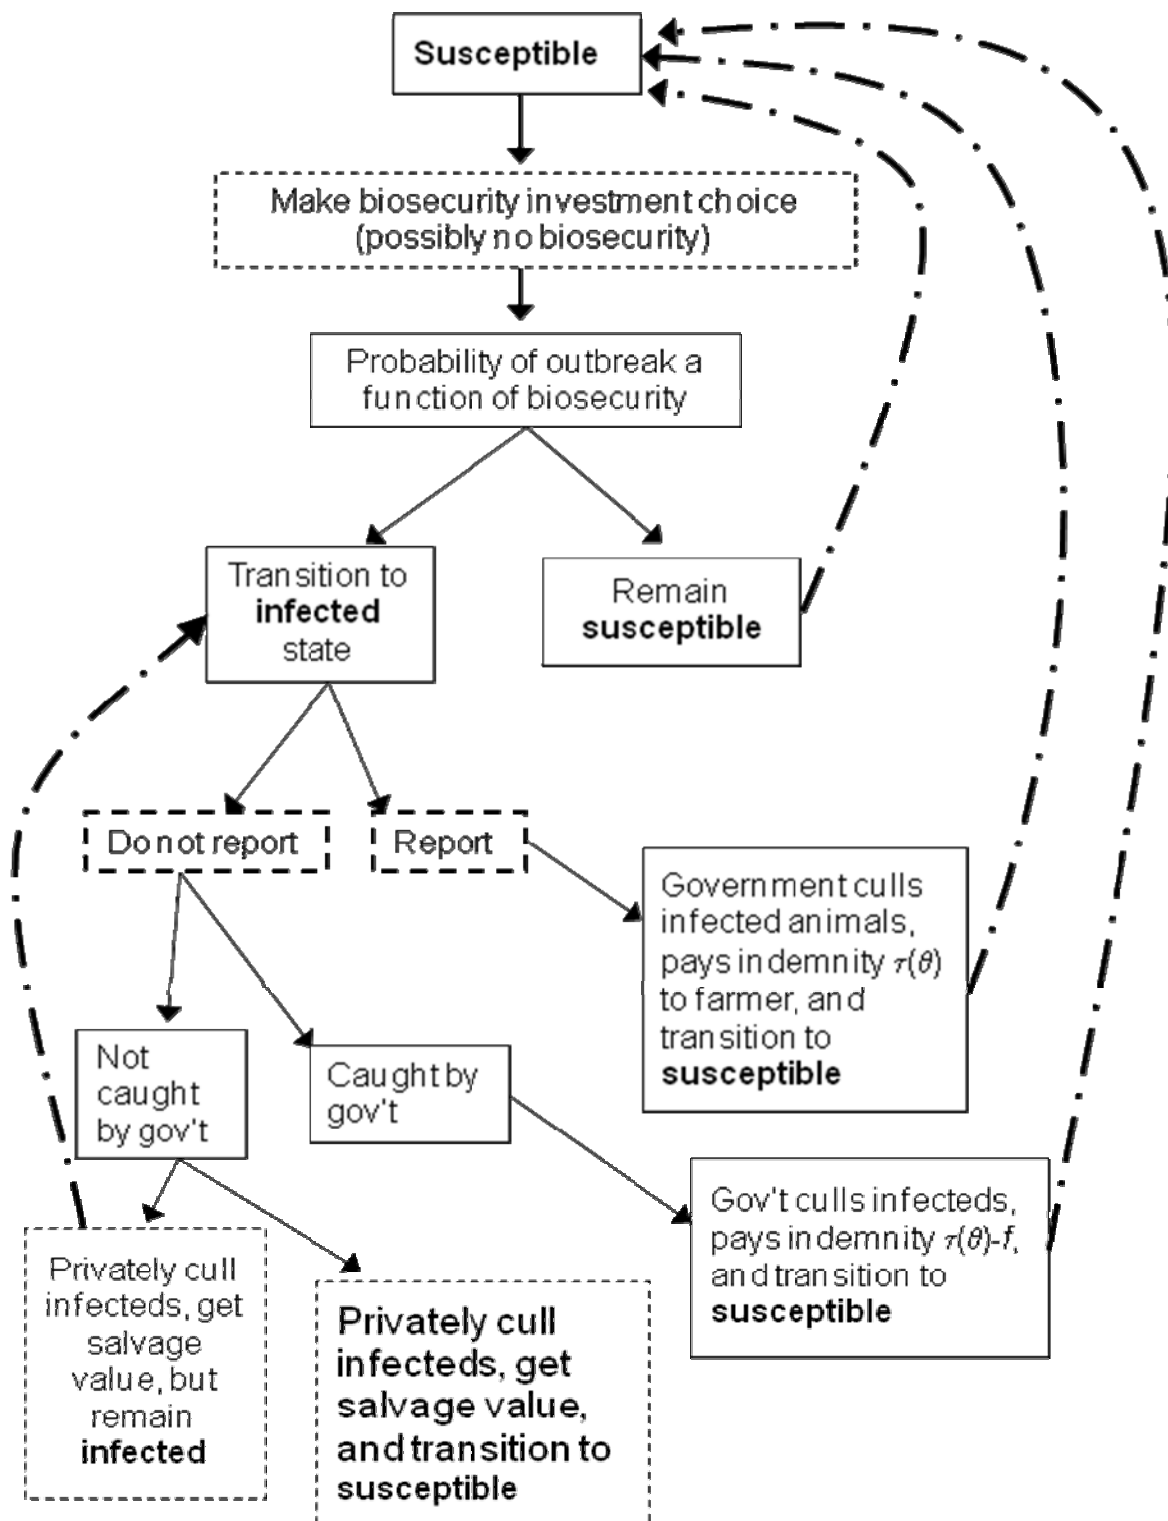 Susceptible
Make biosecurity investment choice
(possibly no biosecurity)
Probability of outbreak a
function of biosecurity
Transition to
infected
state
Remain
susceptible
Do not report
Report
Government culls
infected animals,
pays indemnity τ(θ)
to farmer, and
transition to
susceptible
Not
caught
by gov't
Caught by
gov't
Gov't culls infecteds,
pays indemnity τ(θ)-f,
and transition to
susceptible
Privately cull
infecteds, get
salvage
value, but
remain
infected
Privately cull
infecteds, get
salvage value,
and transition to
susceptible